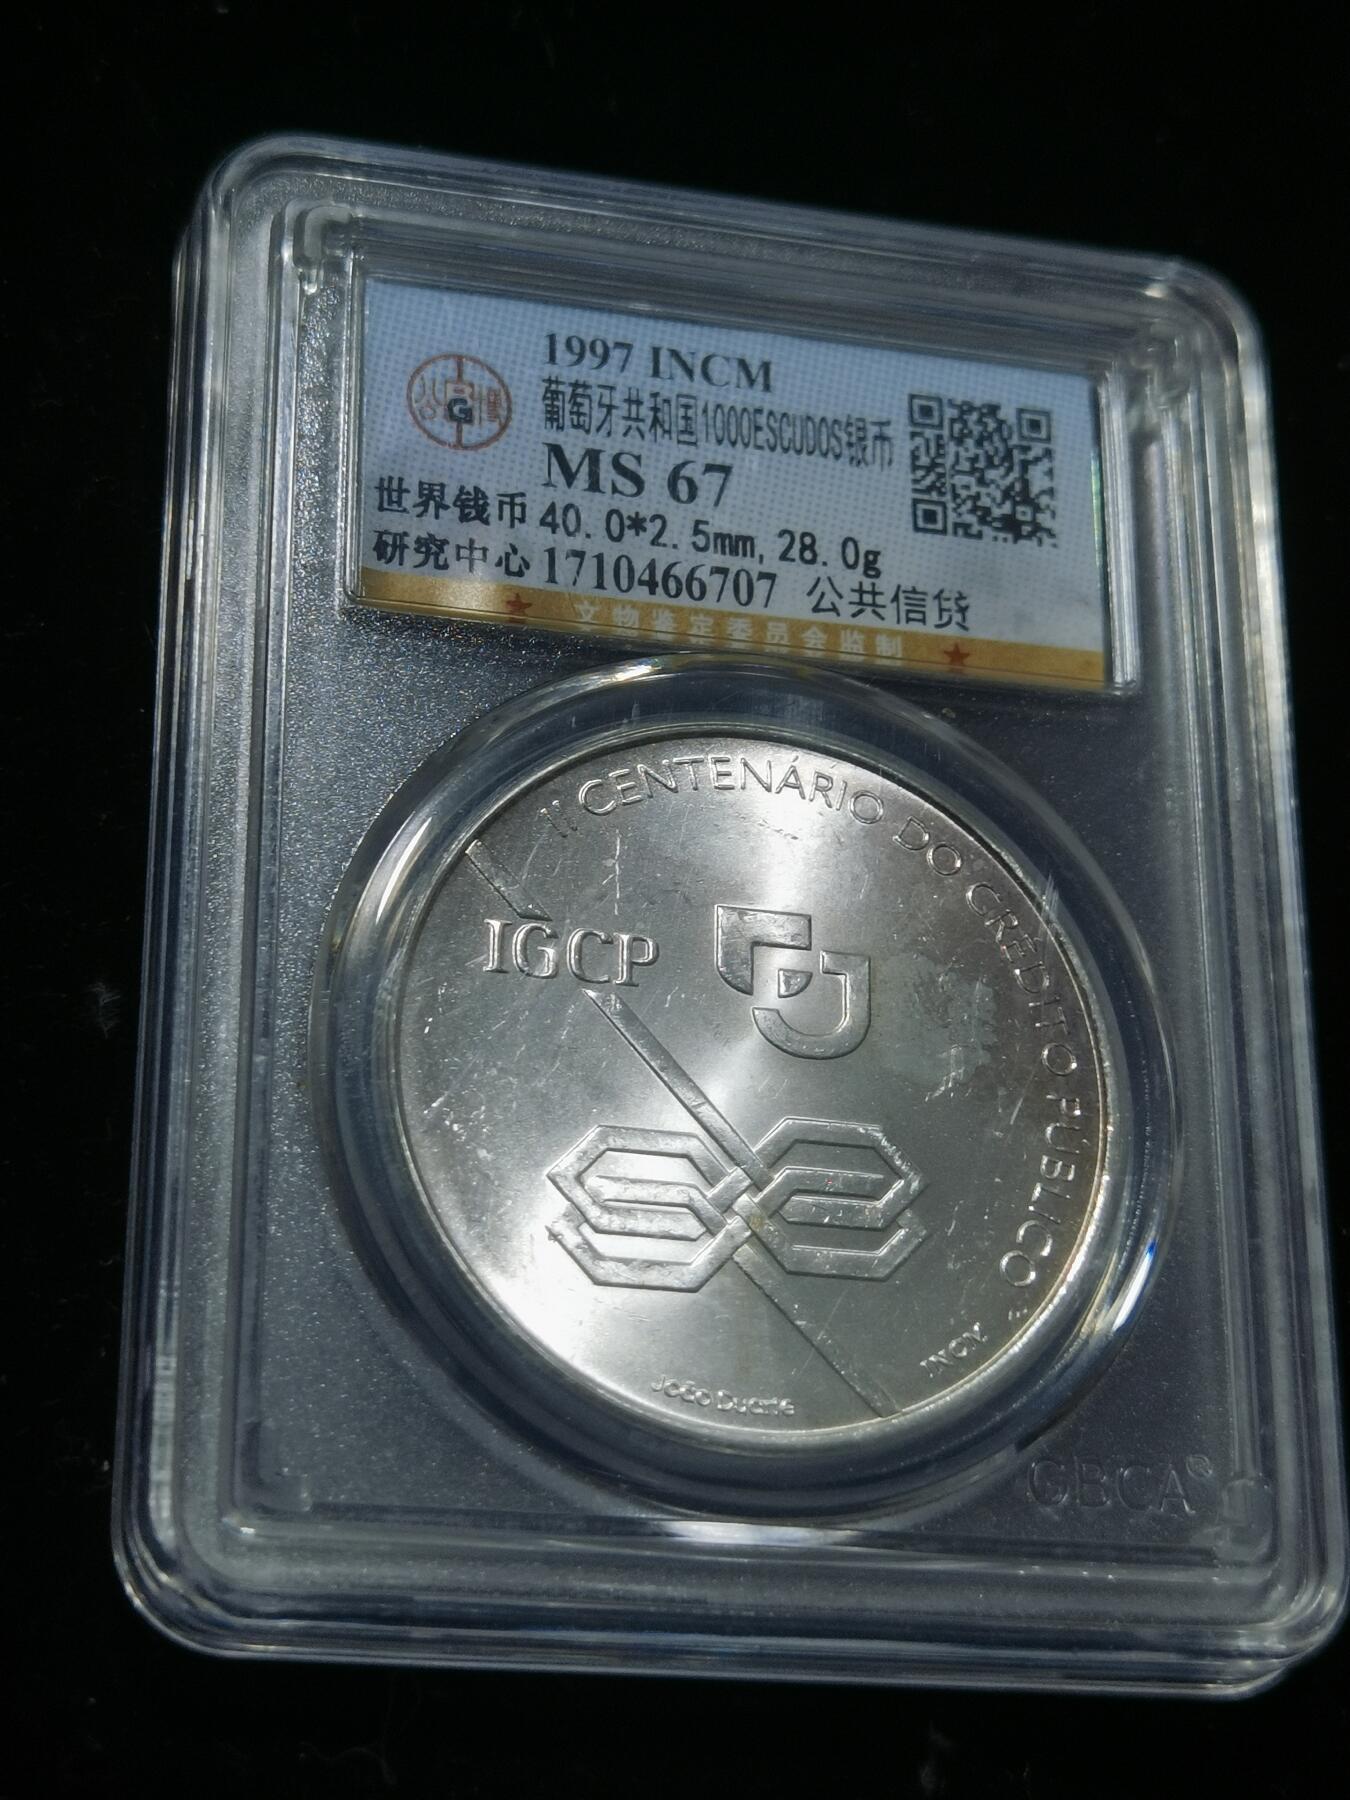 1997 INCM
葡萄牙共和国1000ESCUDOS银币
MS 67
世界钱币
40.0*2.5mm,28.0g
研究中心
1710466707
公共信贷
文物鉴定委员会监制
G
公
博
II CENTENÁRIO DO CRÉDITO PÚBLICO
IGCP
INCM
João Duarte
GBCA®